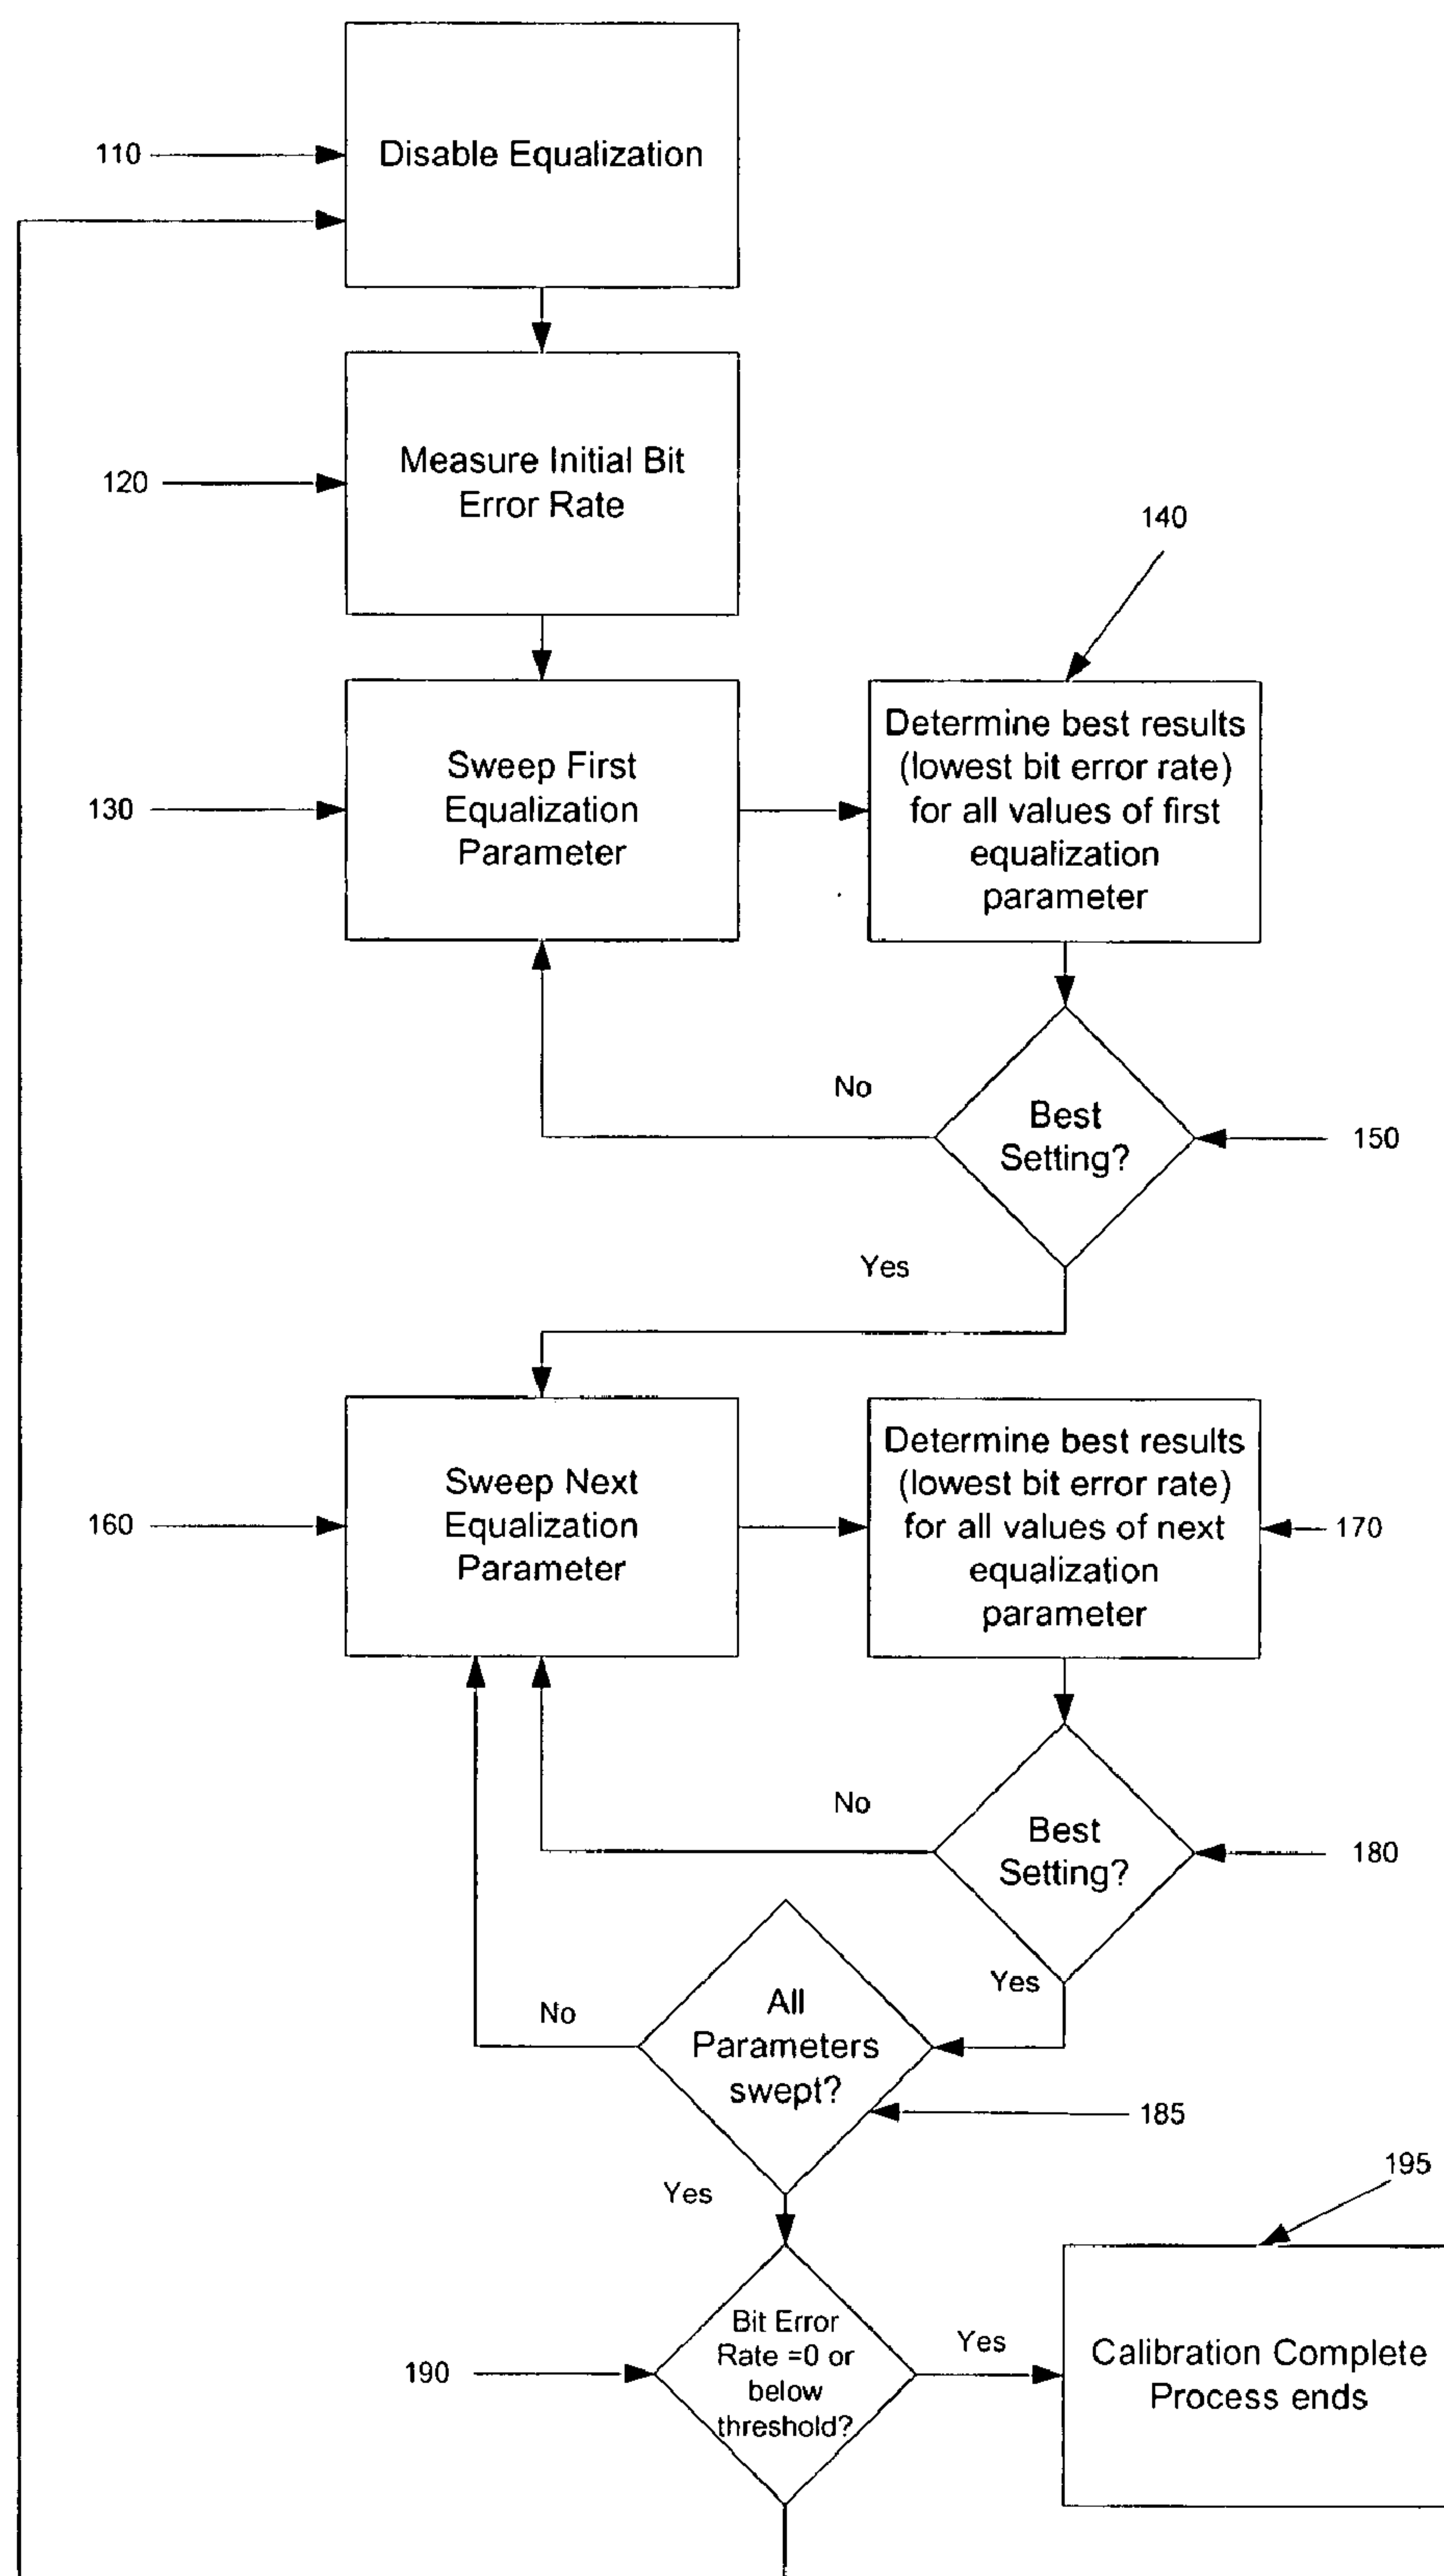 110
Disable Equalization
120
Measure Initial Bit
Error Rate
140
130
Sweep First
Equalization
Parameter
Determine best results
(lowest bit error rate)
for all values of first
equalization
parameter
No
Best
Setting?
150
Yes
160
Sweep Next
Equalization
Parameter
Determine best results
(lowest bit error rate)
for all values of next
equalization
parameter
170
No
Best
Setting?
180
Yes
No
All
Parameters
swept?
185
Yes
195
190
Bit Error
Rate =0 or
below
threshold?
Yes
Calibration Complete
Process ends